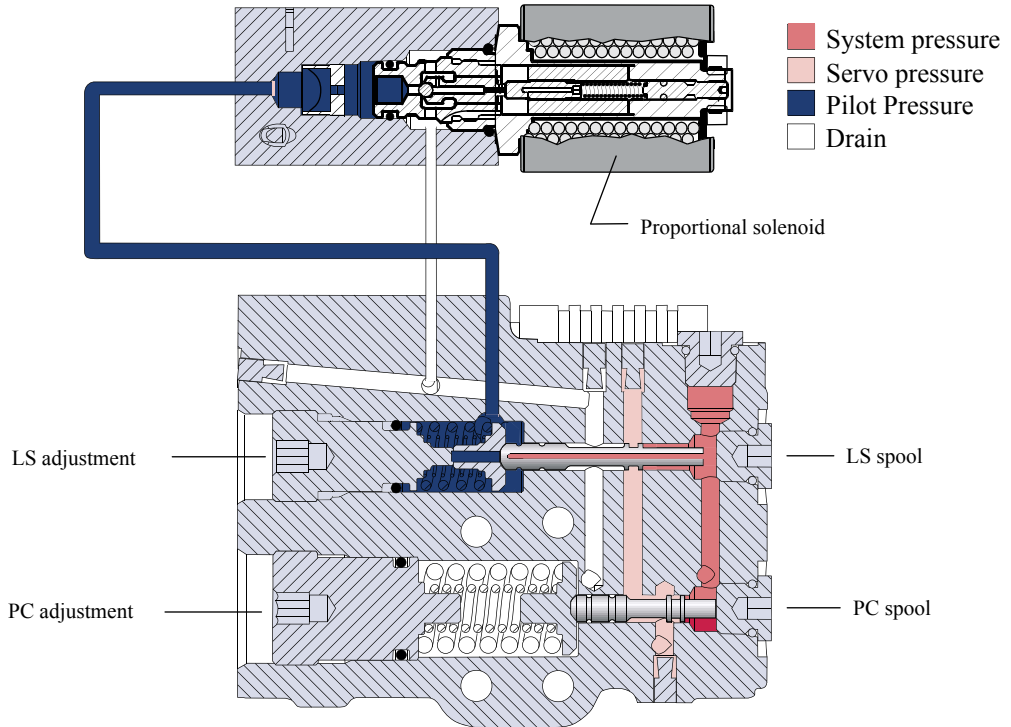 System pressure
Servo pressure
Pilot Pressure
Drain
Proportional solenoid
LS adjustment
LS spool
PC adjustment
PC spool